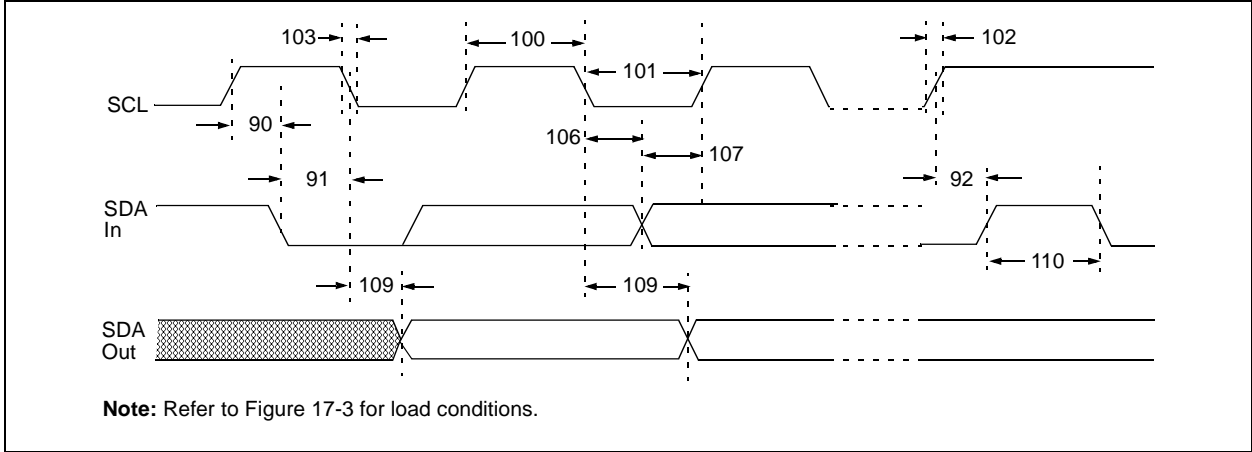 103
100
102
101
SCL
90
106
107
91
92
SDA
In
110
109
109
SDA
Out
Note: Refer to Figure 17-3 for load conditions.